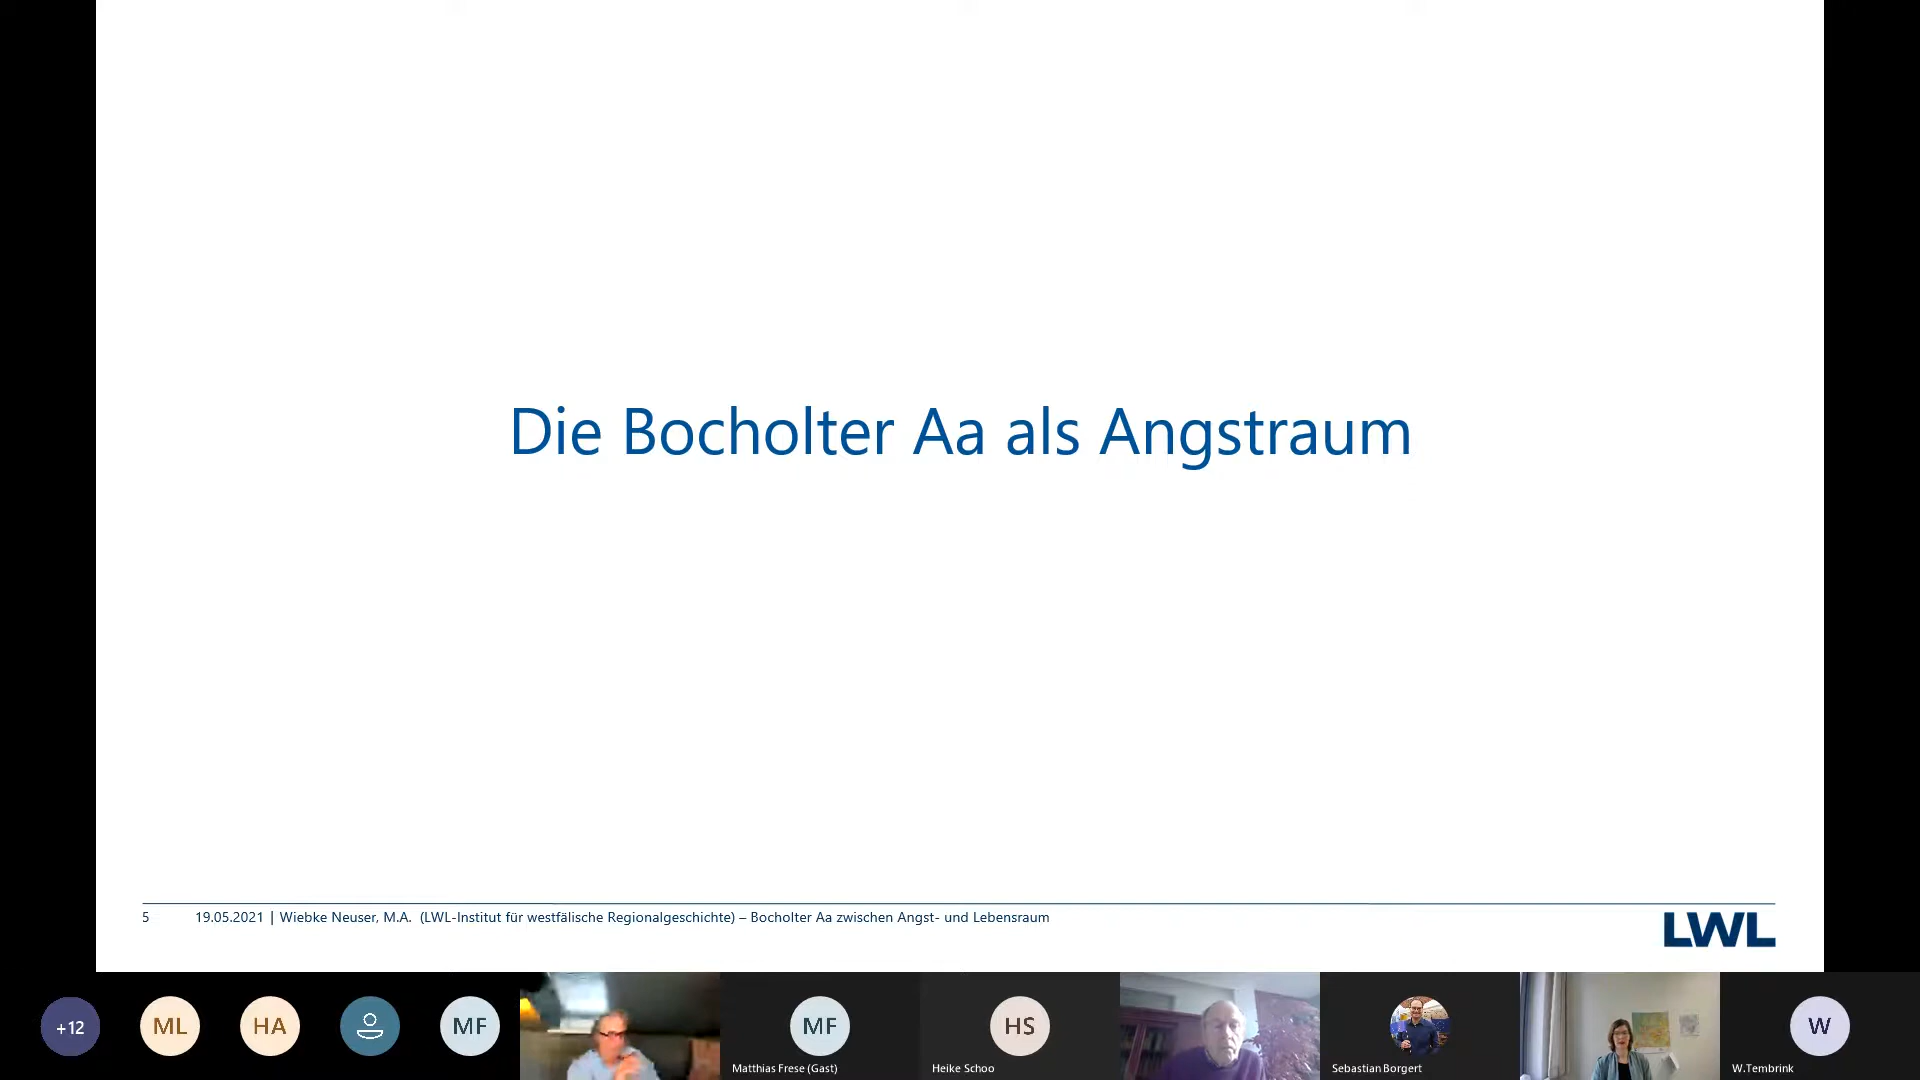 Die Bocholter Aa als Angstraum
5 19.05.2021 | Wiebke Neuser, M.A. (LWL-Institut für westfälische Regionalgeschichte) – Bocholter Aa zwischen Angst- und Lebensraum
LWL
+12
ML
HA
MF
MF
Matthias Frese (Gast)
HS
Heike Schoo
Sebastian Borgert
W
W.Tembrink